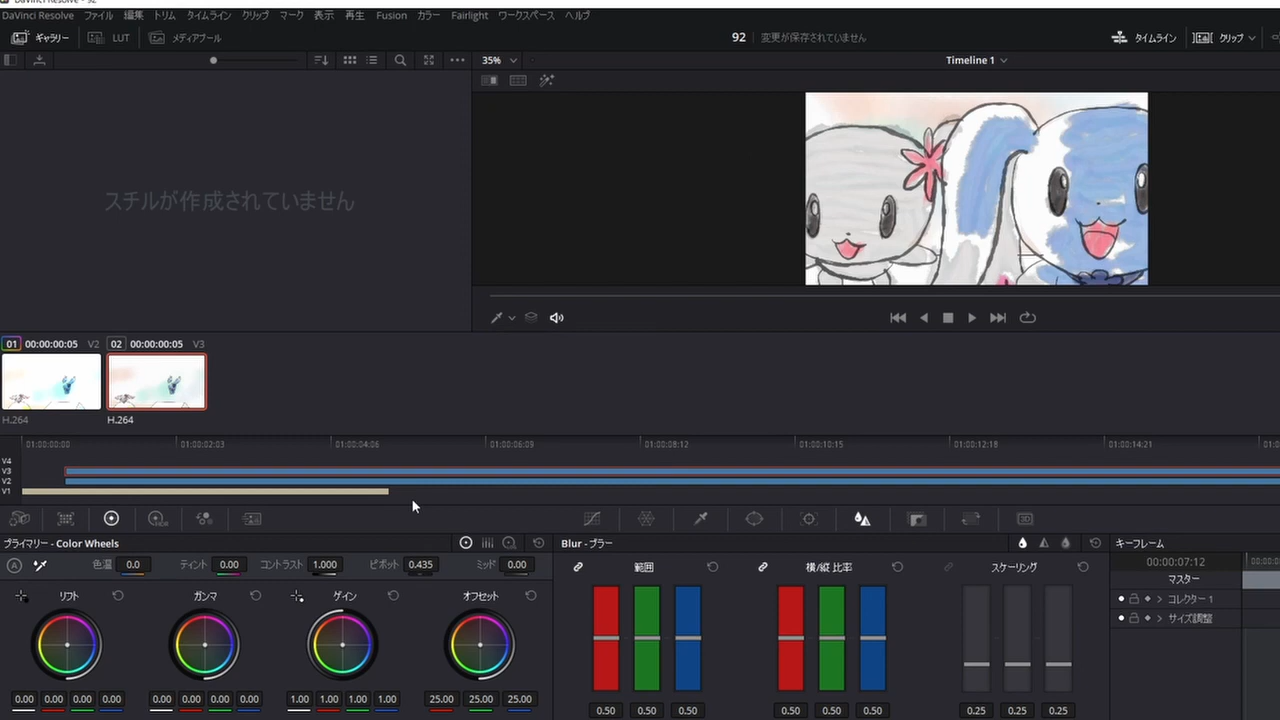 DaVinci Resolve - 92
DaVinci Resolve ファイル 編集 トリム タイムライン クリップ マーク 表示 再生 Fusion カラー Fairlight ワークスペース ヘルプ
ギャラリー LUT メディアプール 92 変更が保存されていません タイムライン クリップ
35% Timeline 1
スチルが作成されていません
01 00:00:00:05 V2 02 00:00:00:05 V3
H.264 H.264
01:00:00:00 01:00:02:03 01:00:04:06 01:00:06:09 01:00:08:12 01:00:10:15 01:00:12:18 01:00:14:21
V4
V3
V2
V1
HDR 3D
プライマリー - Color Wheels Blur - ブラー キーフレーム
A 色温 0.0 ティント 0.00 コントラスト 1.000 ピボット 0.435 ミッド 0.00 範囲 横/縦 比率 スケーリング 00:00:07:12
マスター
リフト ガンマ ゲイン オフセット コレクター 1
サイズ調整
0.00 0.00 0.00 0.00 0.00 0.00 0.00 0.00 1.00 1.00 1.00 1.00 25.00 25.00 25.00
0.50 0.50 0.50 0.50 0.50 0.50 0.25 0.25 0.25